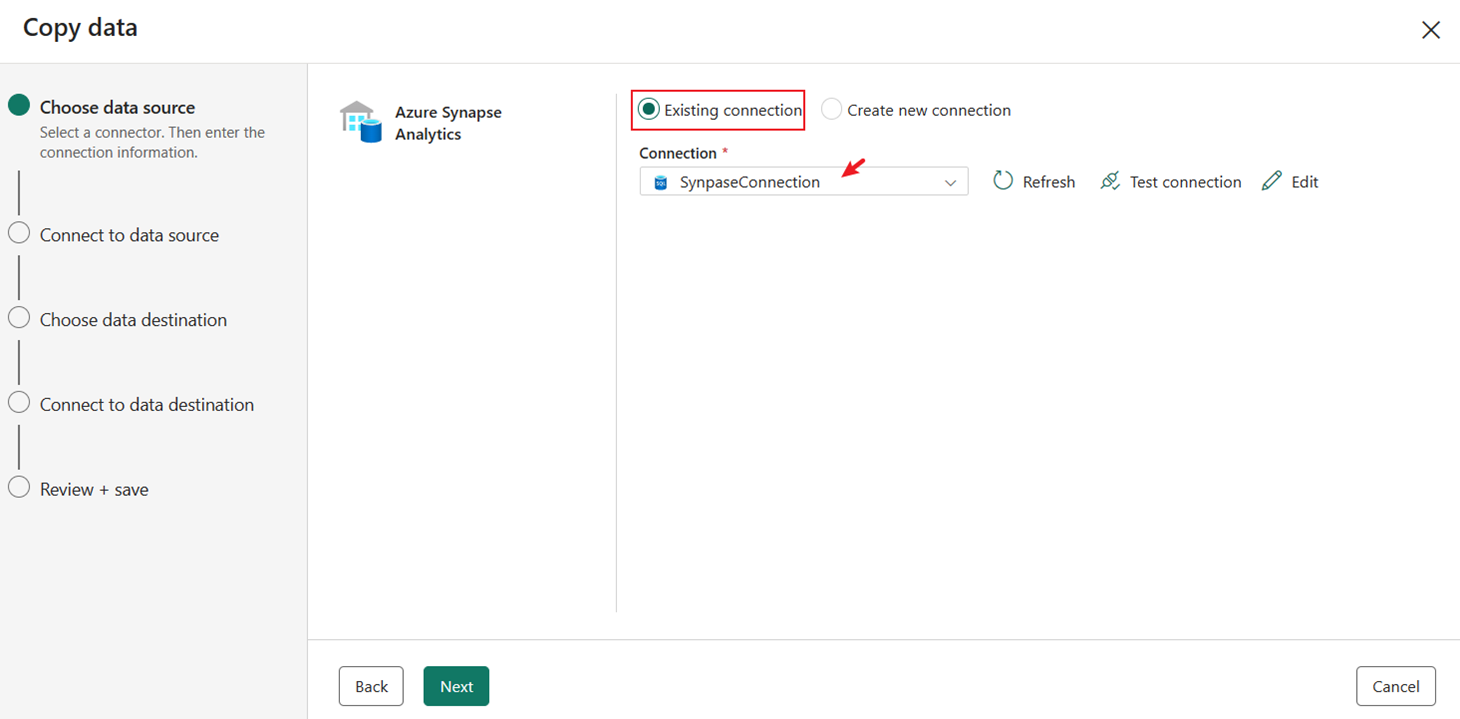 Copy data
Choose data source
Select a connector. Then enter the
connection information.
Connect to data source
Choose data destination
Connect to data destination
Review + save
Azure Synapse
Analytics
Existing connection
Create new connection
Connection *
SQL
SynpaseConnection
Refresh
Test connection
Edit
Back
Next
Cancel